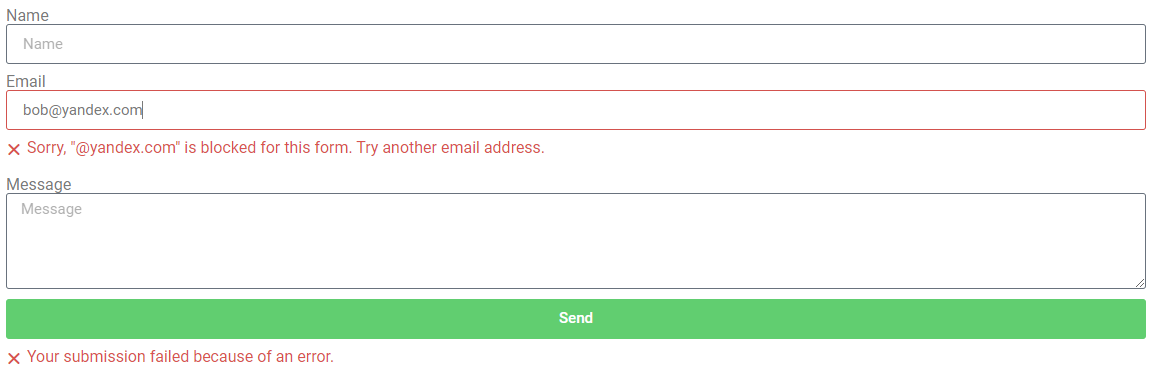 Name
Name
Email
bob@yandex.com
✕ Sorry, "@yandex.com" is blocked for this form. Try another email address.
Message
Message
Send
✕ Your submission failed because of an error.